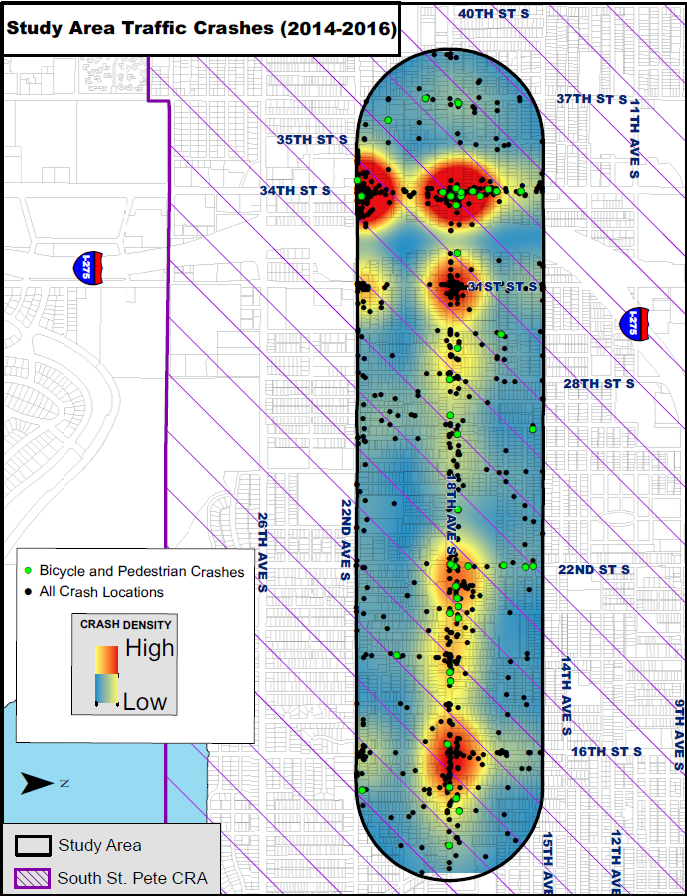 Study Area Traffic Crashes (2014-2016)
40TH ST S
37TH ST S
11TH AVE S
35TH ST S
34TH ST S
I-275
31ST ST S
I-275
28TH ST S
18TH AVE S
22ND AVE S
26TH AVE S
22ND ST S
Bicycle and Pedestrian Crashes
All Crash Locations
CRASH DENSITY
High
Low
14TH AVE S
9TH AVE S
16TH ST S
N
15TH AVE S
12TH AVE S
Study Area
South St. Pete CRA